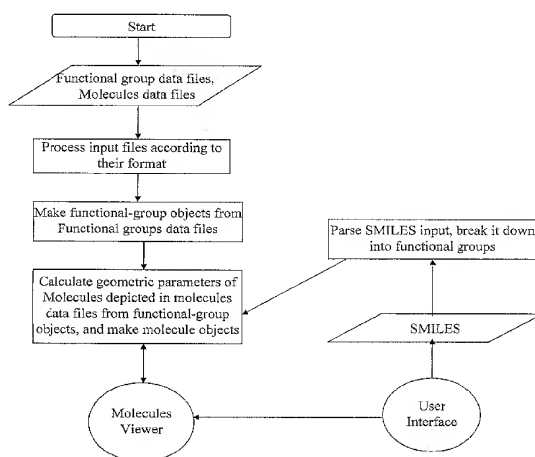 Start
Functional group data files,
Molecules data files
Process input files according to
their format
Make functional-group objects from
Functional groups data files
Parse SMILES input, break it down
into functional groups
Calculate geometric parameters of
Molecules depicted in molecules
data files from functional-group
objects, and make molecule objects
SMILES
Molecules
Viewer
User
Interface